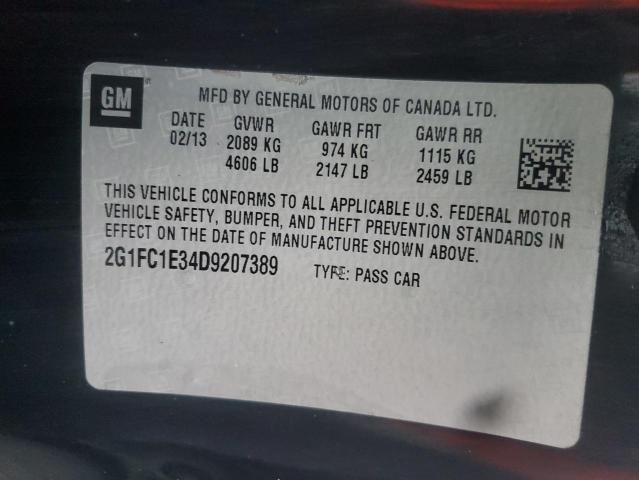 GM
MFD BY GENERAL MOTORS OF CANADA LTD.
DATE GVWR GAWR FRT GAWR RR
02/13 2089 KG 974 KG 1115 KG
4606 LB 2147 LB 2459 LB
THIS VEHICLE CONFORMS TO ALL APPLICABLE U.S. FEDERAL MOTOR
VEHICLE SAFETY, BUMPER, AND THEFT PREVENTION STANDARDS IN
EFFECT ON THE DATE OF MANUFACTURE SHOWN ABOVE.
2G1FC1E34D9207389 TYPE: PASS CAR